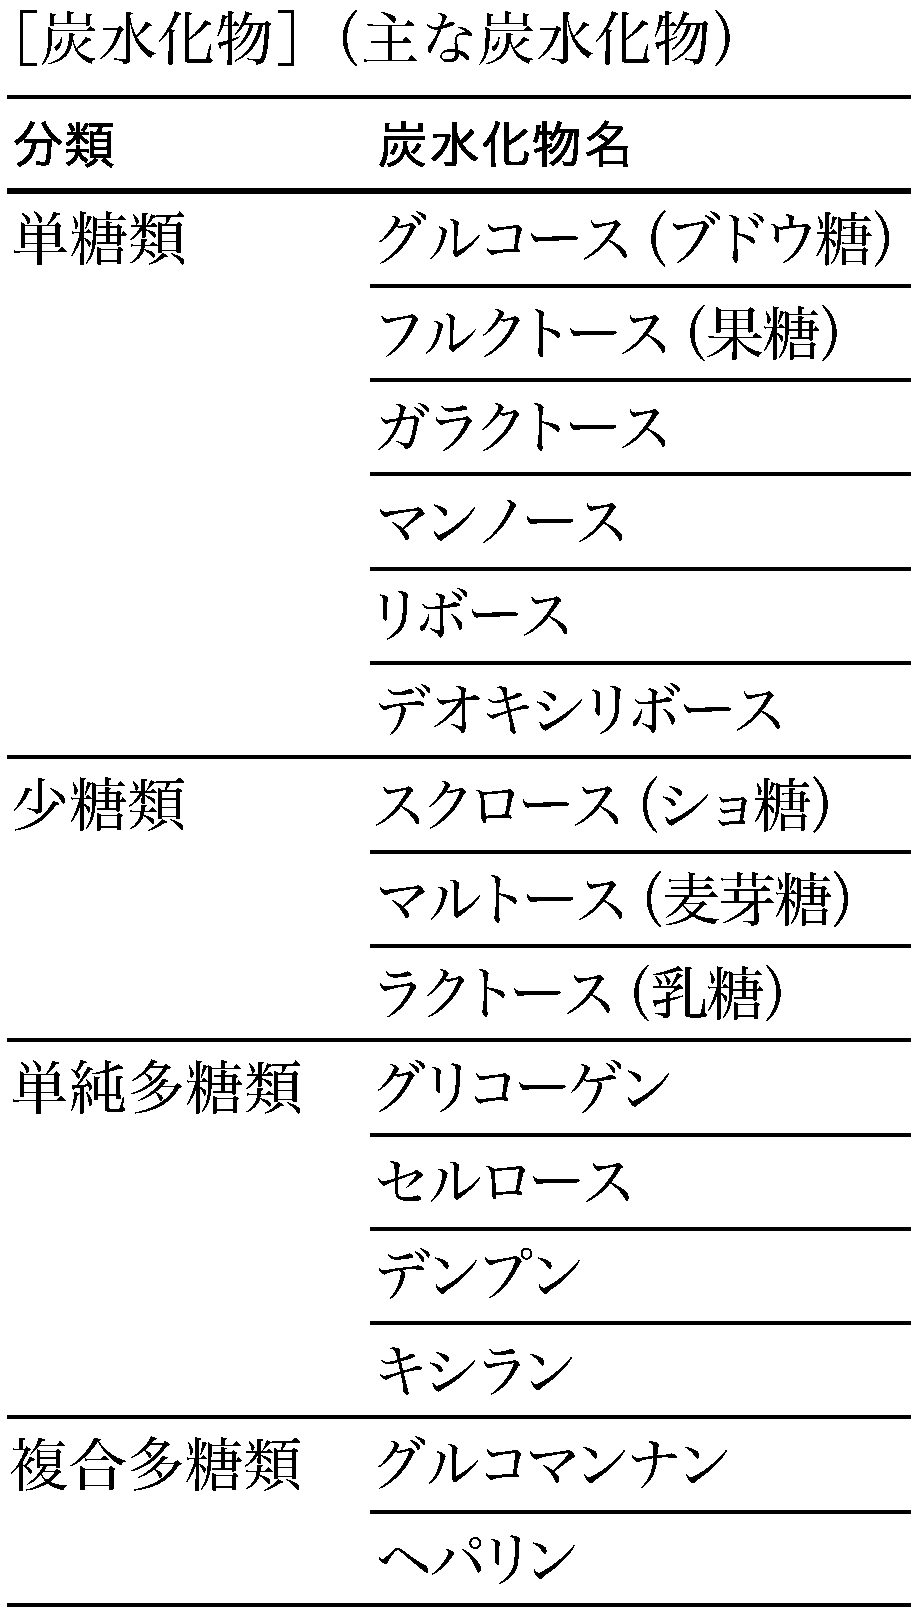 ［炭水化物］（主な炭水化物）
分類 炭水化物名
単糖類 グルコース（ブドウ糖）
フルクトース（果糖）
ガラクトース
マンノース
リボース
デオキシリボース
少糖類 スクロース（ショ糖）
マルトース（麦芽糖）
ラクトース（乳糖）
単純多糖類 グリコーゲン
セルロース
デンプン
キシラン
複合多糖類 グルコマンナン
ヘパリン